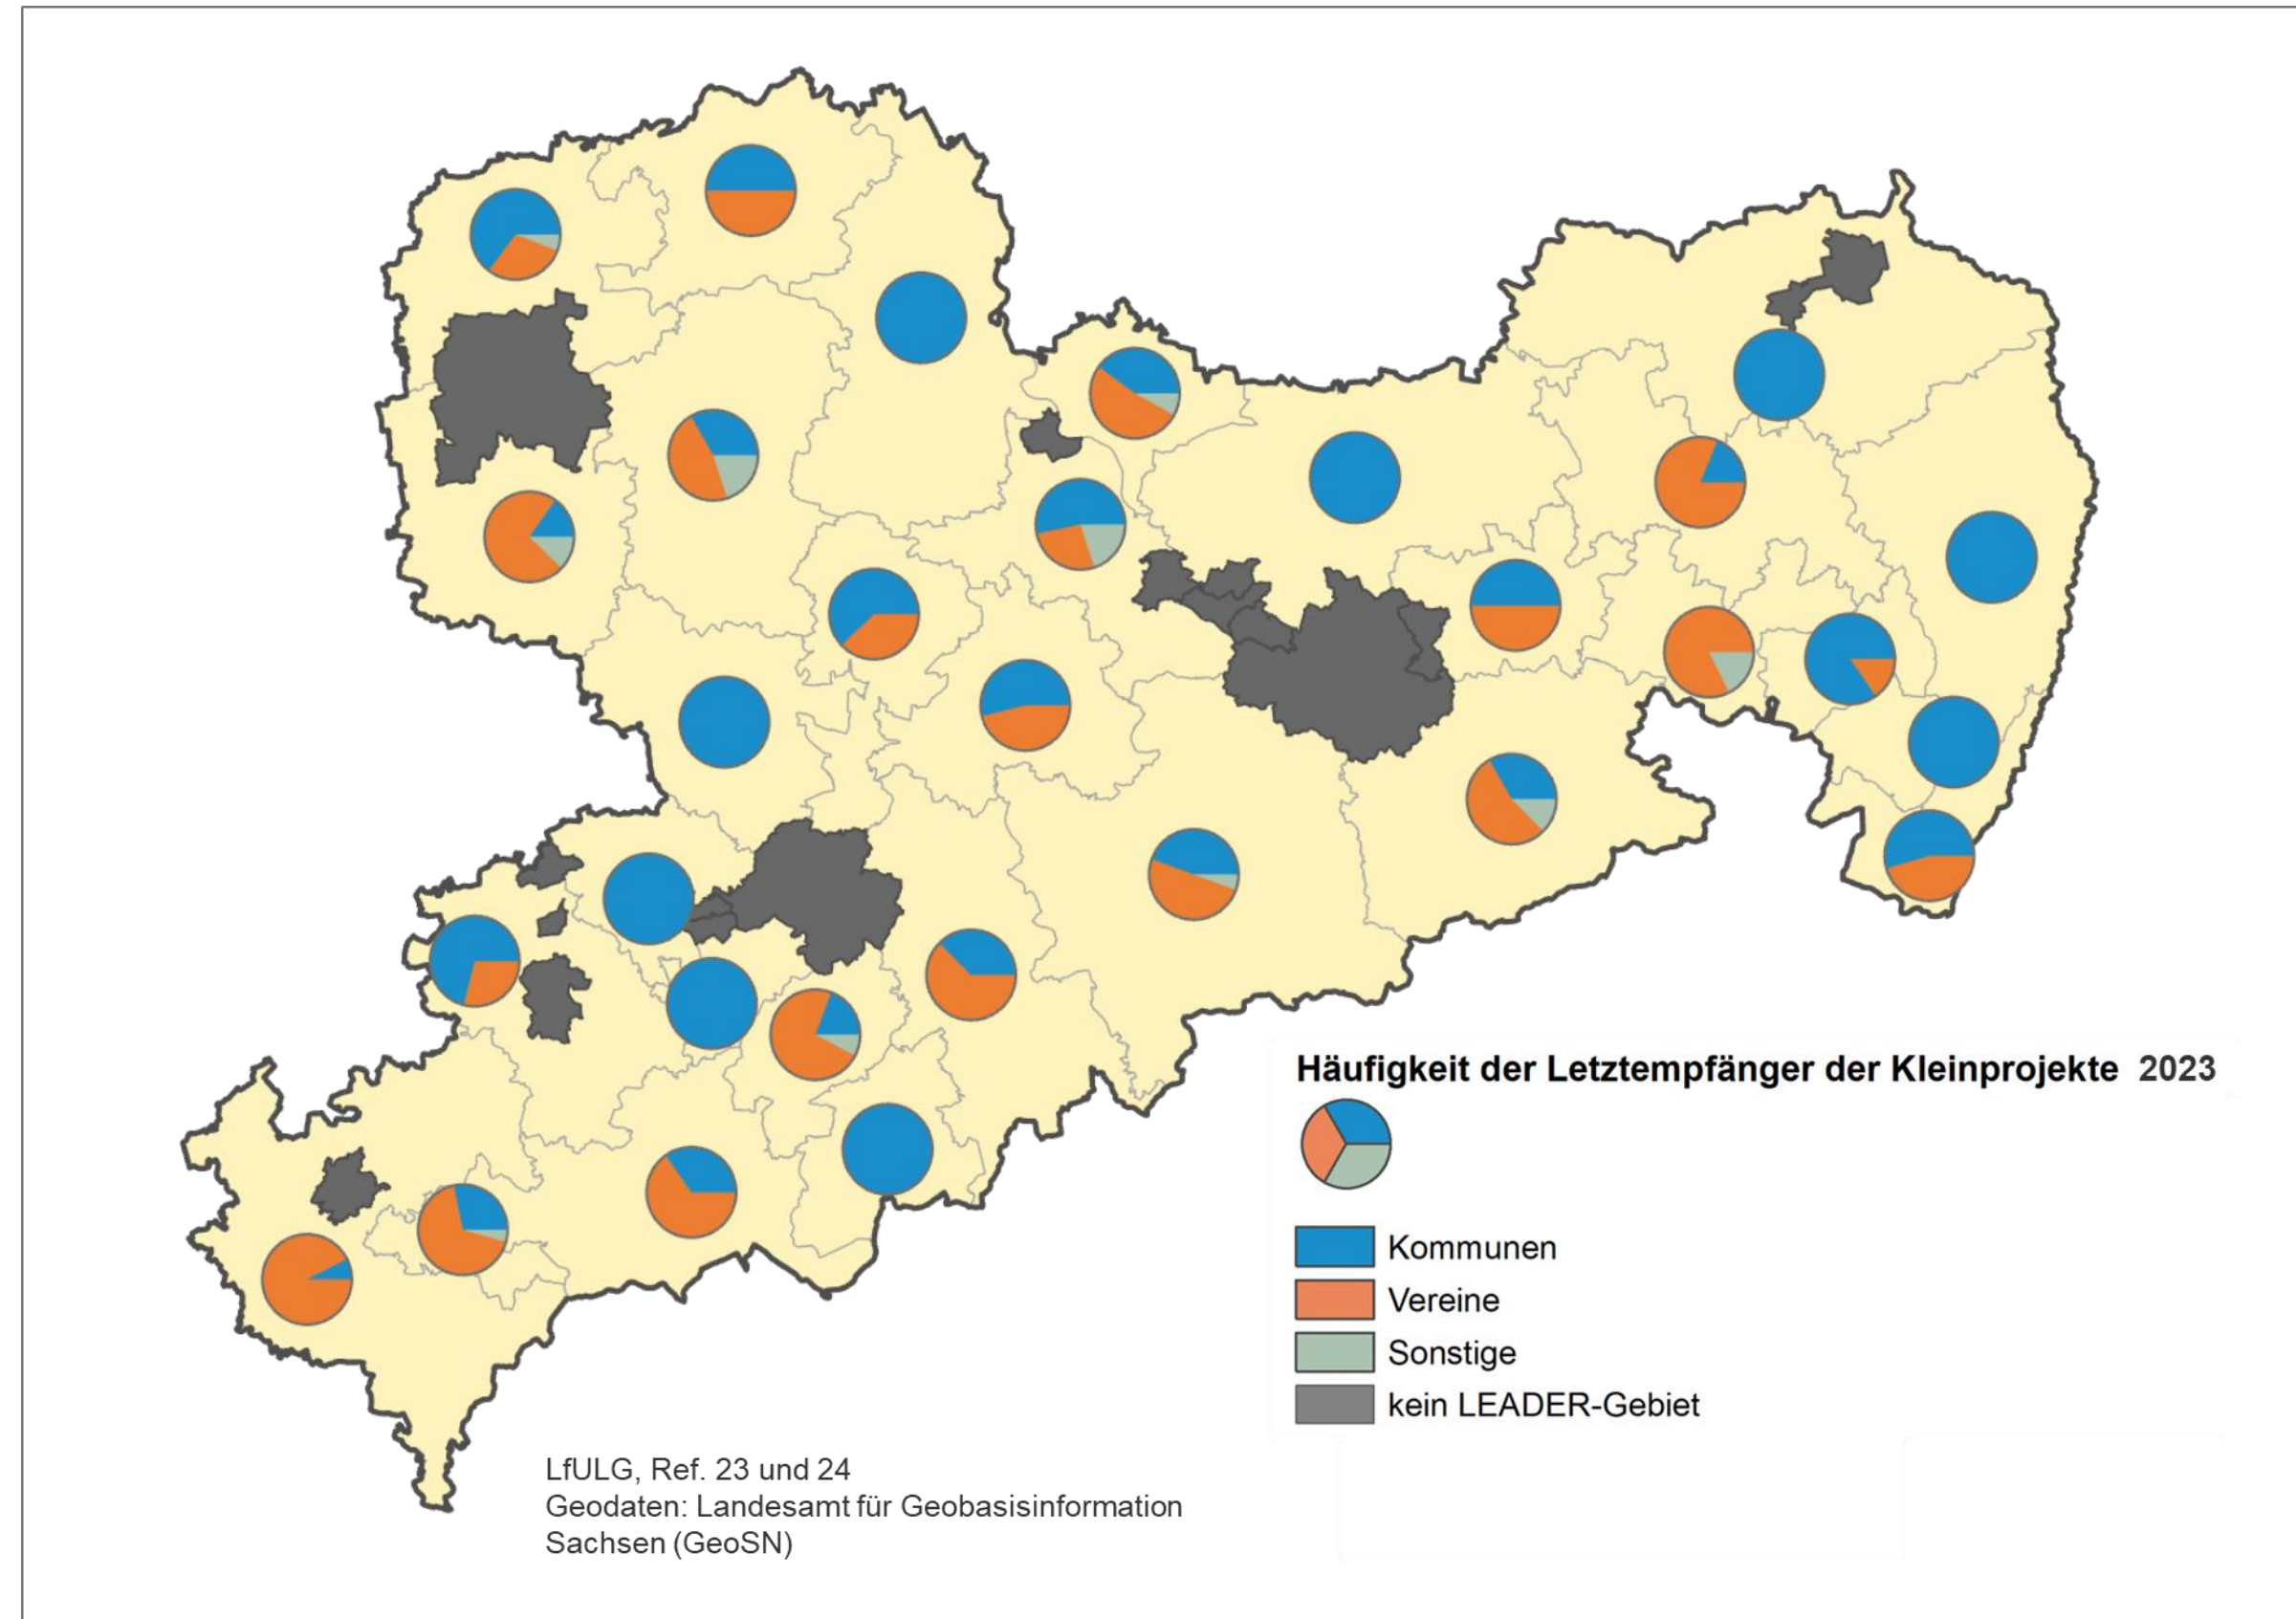 Häufigkeit der Letztempfänger der Kleinprojekte 2023
Kommunen
Vereine
Sonstige
kein LEADER-Gebiet
LfULG, Ref. 23 und 24
Geodaten: Landesamt für Geobasisinformation
Sachsen (GeoSN)